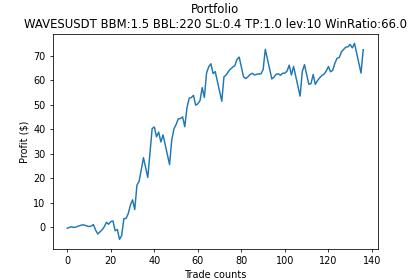 Portfolio
WAVESUSDT BBM:1.5 BBL:220 SL:0.4 TP:1.0 lev:10 WinRatio:66.0
Profit ($)
70
60
50
40
30
20
10
0
0 20 40 60 80 100 120 140
Trade counts